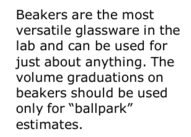 Beakers are the most
versatile glassware in the
lab and can be used for
just about anything. The
volume graduations on
beakers should be used
only for “ballpark”
estimates.